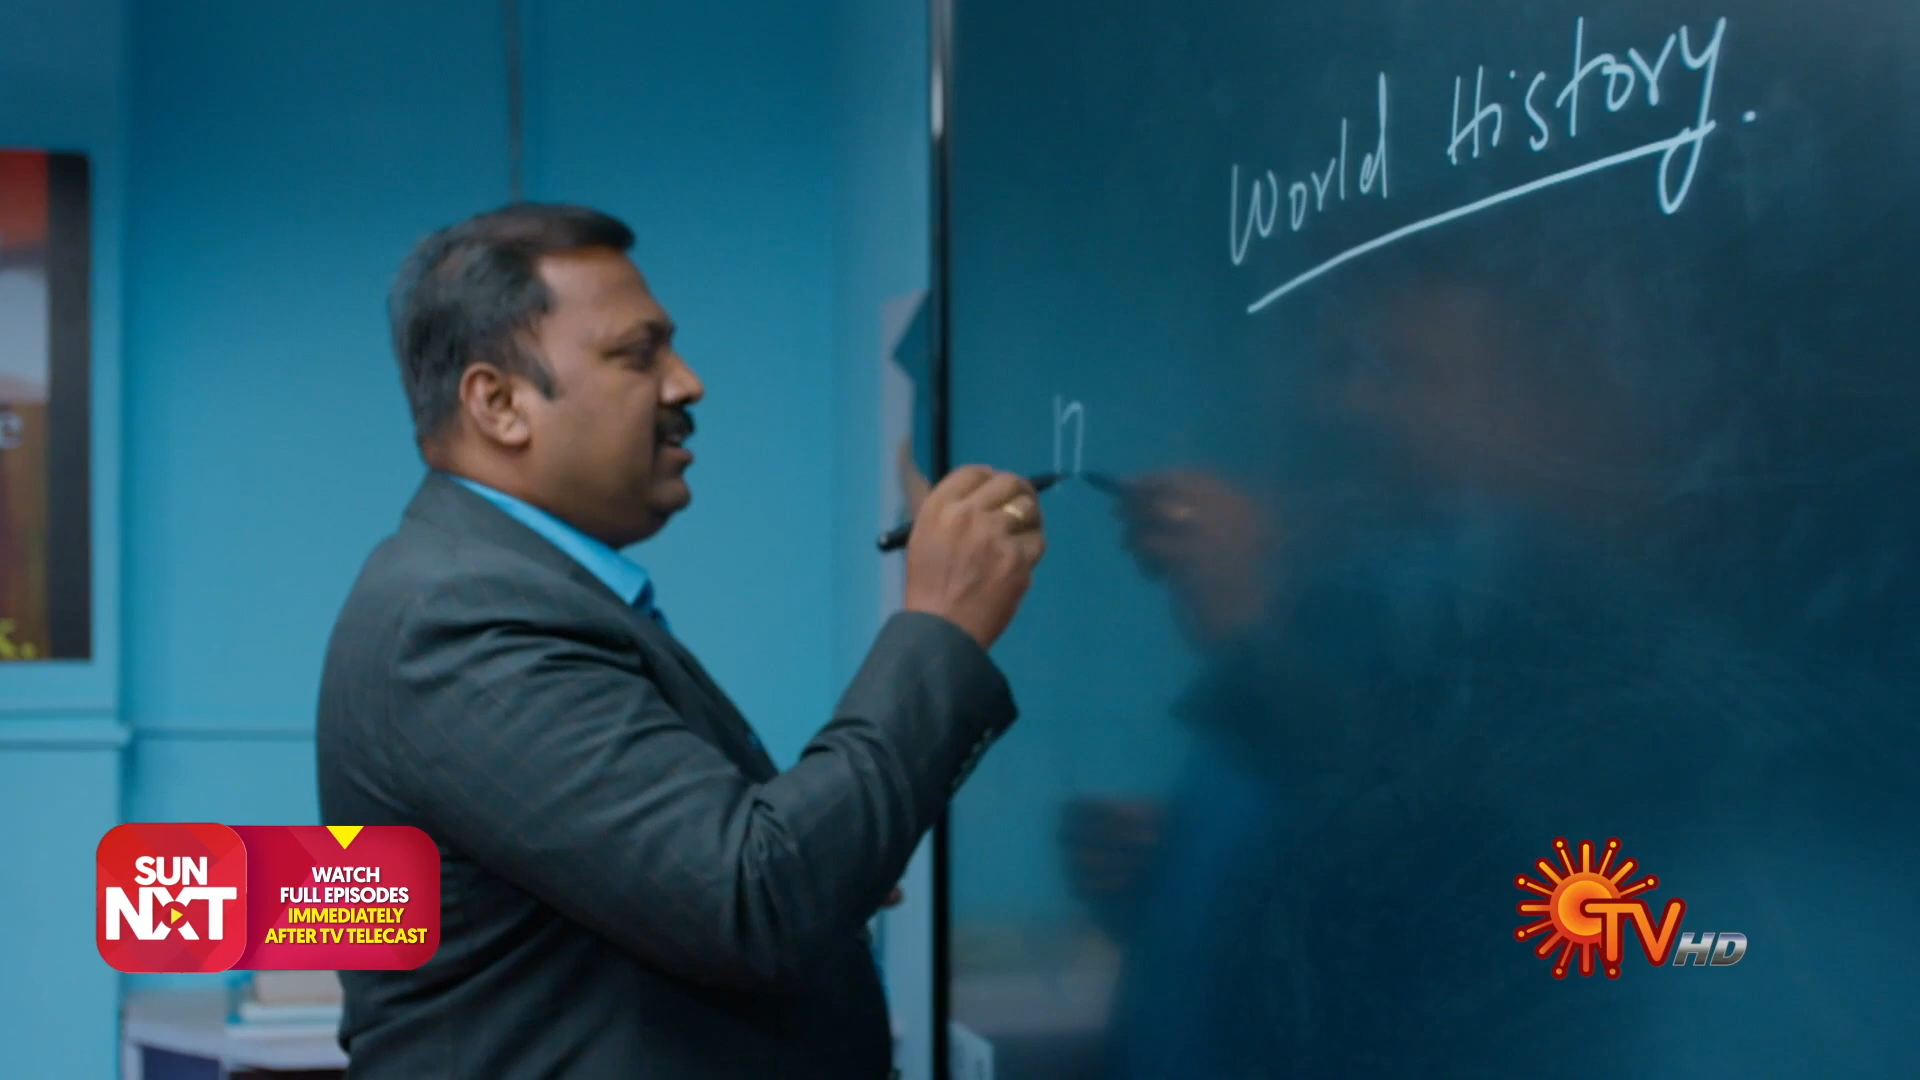 World History.
n
e
k.
SUN
NXT
WATCH
FULL EPISODES
IMMEDIATELY
AFTER TV TELECAST
TV HD